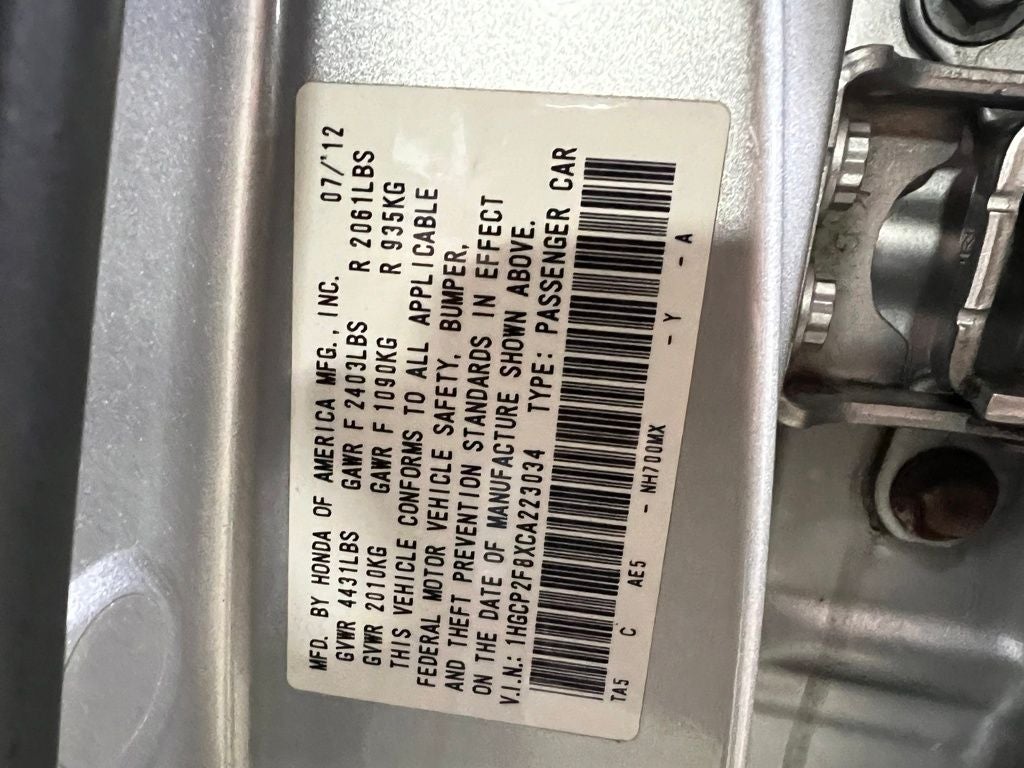 MFD. BY HONDA OF AMERICA MFG., INC. 07/'12
GVWR 4431LBS GAWR F 2403LBS R 2061LBS
GVWR 2010KG GAWR F 1090KG R 935KG
THIS VEHICLE CONFORMS TO ALL APPLICABLE
FEDERAL MOTOR VEHICLE SAFETY, BUMPER,
AND THEFT PREVENTION STANDARDS IN EFFECT
ON THE DATE OF MANUFACTURE SHOWN ABOVE.
V.I.N.: 1HGCP2F8XCA223034 TYPE: PASSENGER CAR
TA5 C AE5 - NH700MX - Y - A